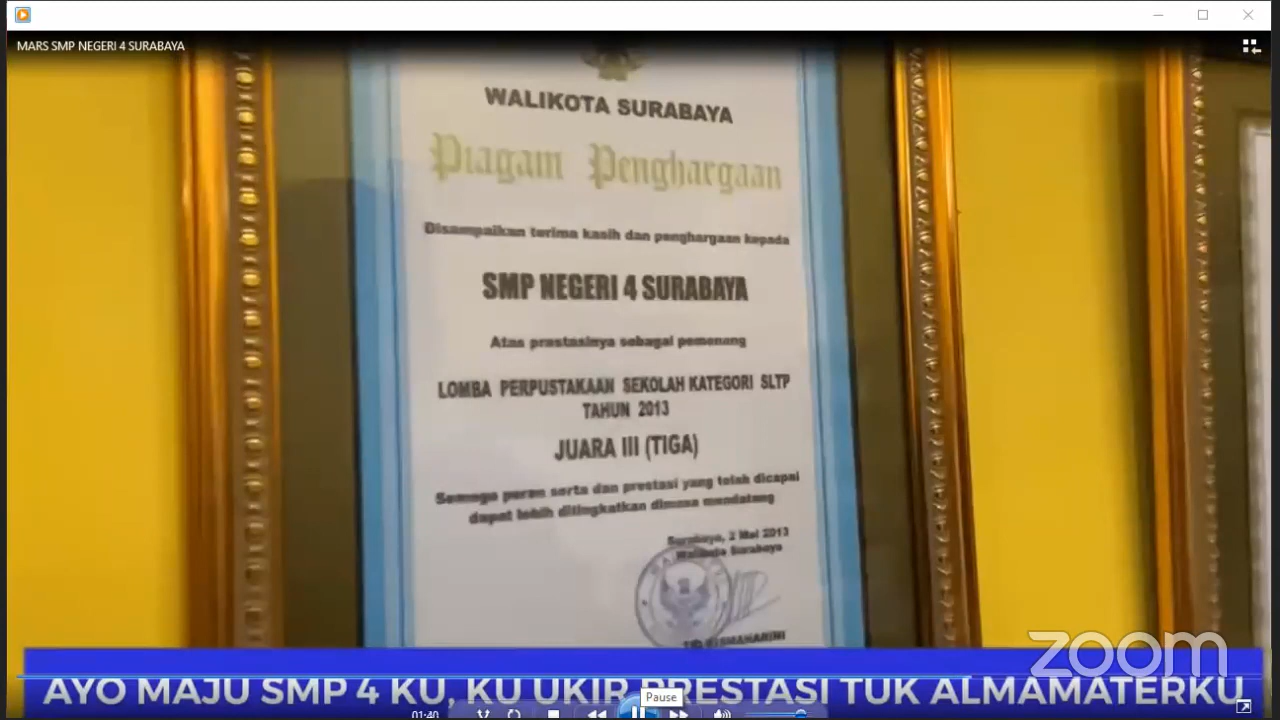 MARS SMP NEGERI 4 SURABAYA
WALIKOTA SURABAYA
Piagam Penghargaan
Disampaikan terima kasih dan penghargaan kepada
SMP NEGERI 4 SURABAYA
Atas prestasinya sebagai pemenang
LOMBA PERPUSTAKAAN SEKOLAH KATEGORI SLTP
TAHUN 2013
JUARA III (TIGA)
Semoga peran serta dan prestasi yang telah dicapai
dapat lebih ditingkatkan dimasa mendatang
Surabaya, 2 Mei 2013
Walikota Surabaya
RISMAHARINI
zoom
AYO MAJU SMP 4 KU, KU UKIR PRESTASI TUK ALMAMATERKU
Pause
01:40